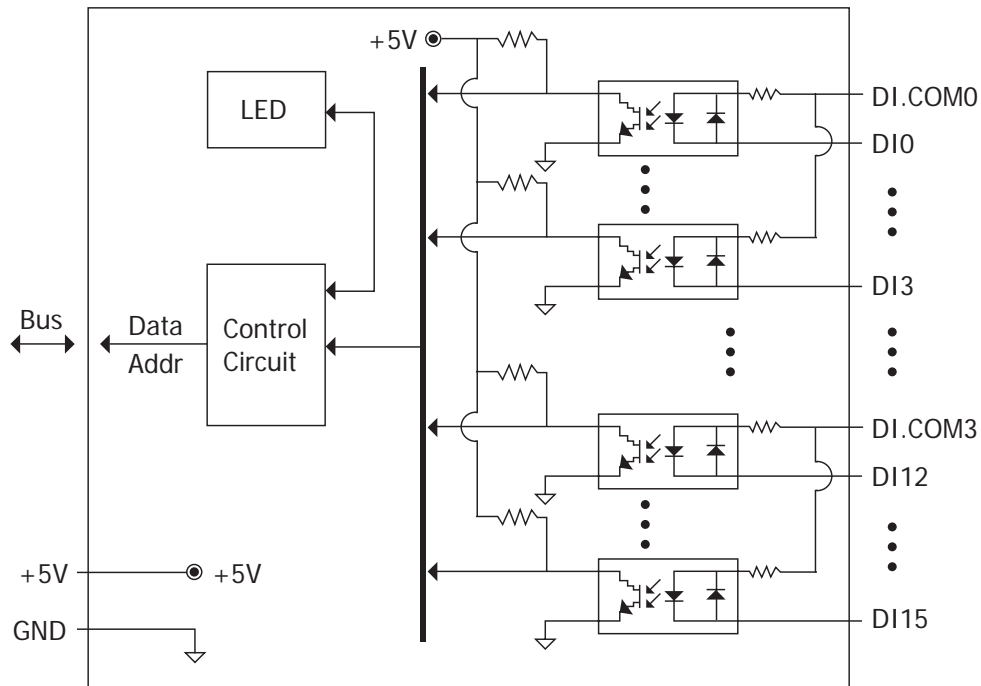 +5V
LED
DI.COM0
DI0
DI3
Bus
Data
Addr
Control
Circuit
DI.COM3
DI12
+5V
+5V
GND
DI15